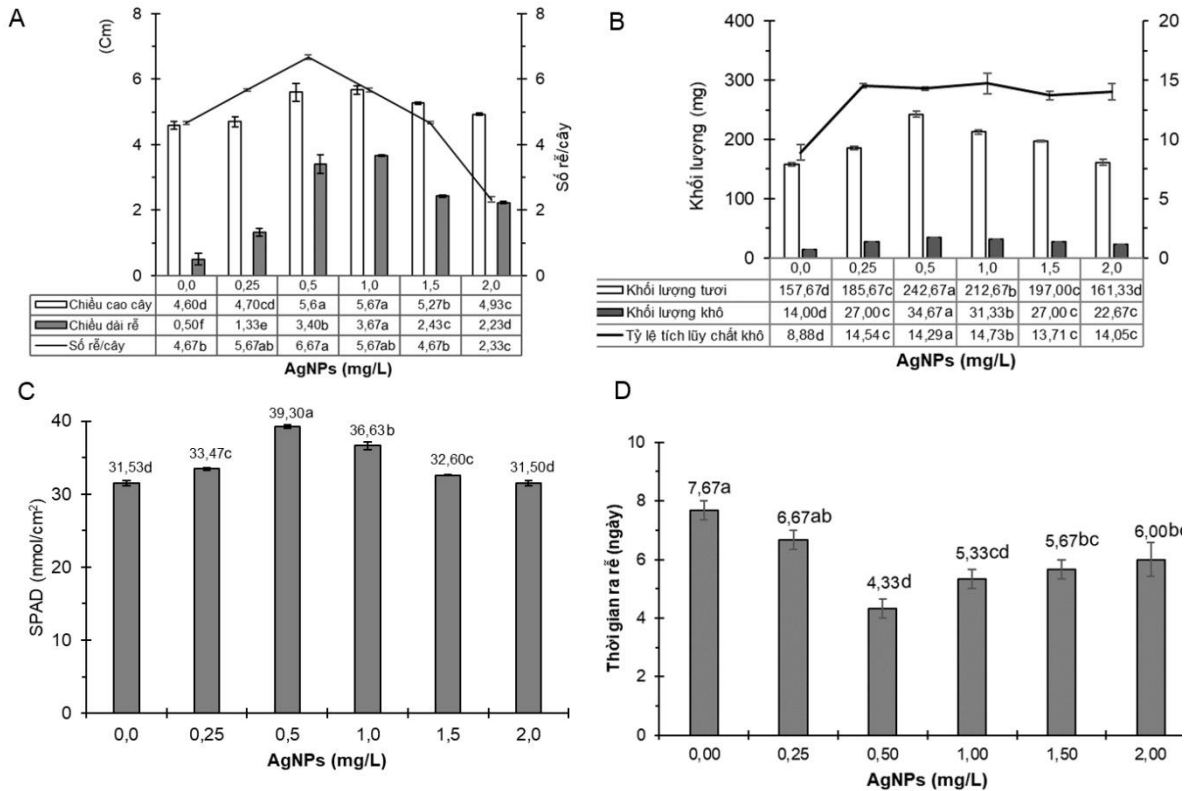 A
(Cm)
8
6
4
2
0
8
6
4
2
0
Số rễ/cây
0,0 0,25 0,5 1,0 1,5 2,0
Chiều cao cây 4,60d 4,70cd 5,6a 5,67a 5,27b 4,93c
Chiều dài rễ 0,50f 1,33e 3,40b 3,67a 2,43c 2,23d
Số rễ/cây 4,67b 5,67ab 6,67a 5,67ab 4,67b 2,33c
AgNPs (mg/L)
B
Khối lượng (mg)
400
300
200
100
0
20
15
10
5
0
0,0 0,25 0,5 1,0 1,5 2,0
Khối lượng tươi 157,67d 185,67c 242,67a 212,67b 197,00c 161,33d
Khối lượng khô 14,00d 27,00c 34,67a 31,33b 27,00c 22,67c
Tỷ lệ tích lũy chất khô 8,88d 14,54c 14,29a 14,73b 13,71c 14,05c
AgNPs (mg/L)
C
SPAD (nmol/cm²)
40
30
20
10
0
31,53d 33,47c 39,30a 36,63b 32,60c 31,50d
0,0 0,25 0,5 1,0 1,5 2,0
AgNPs (mg/L)
D
Thời gian ra rễ (ngày)
10
8
6
4
2
0
7,67a 6,67ab 4,33d 5,33cd 5,67bc 6,00bc
0,00 0,25 0,50 1,00 1,50 2,00
AgNPs (mg/L)